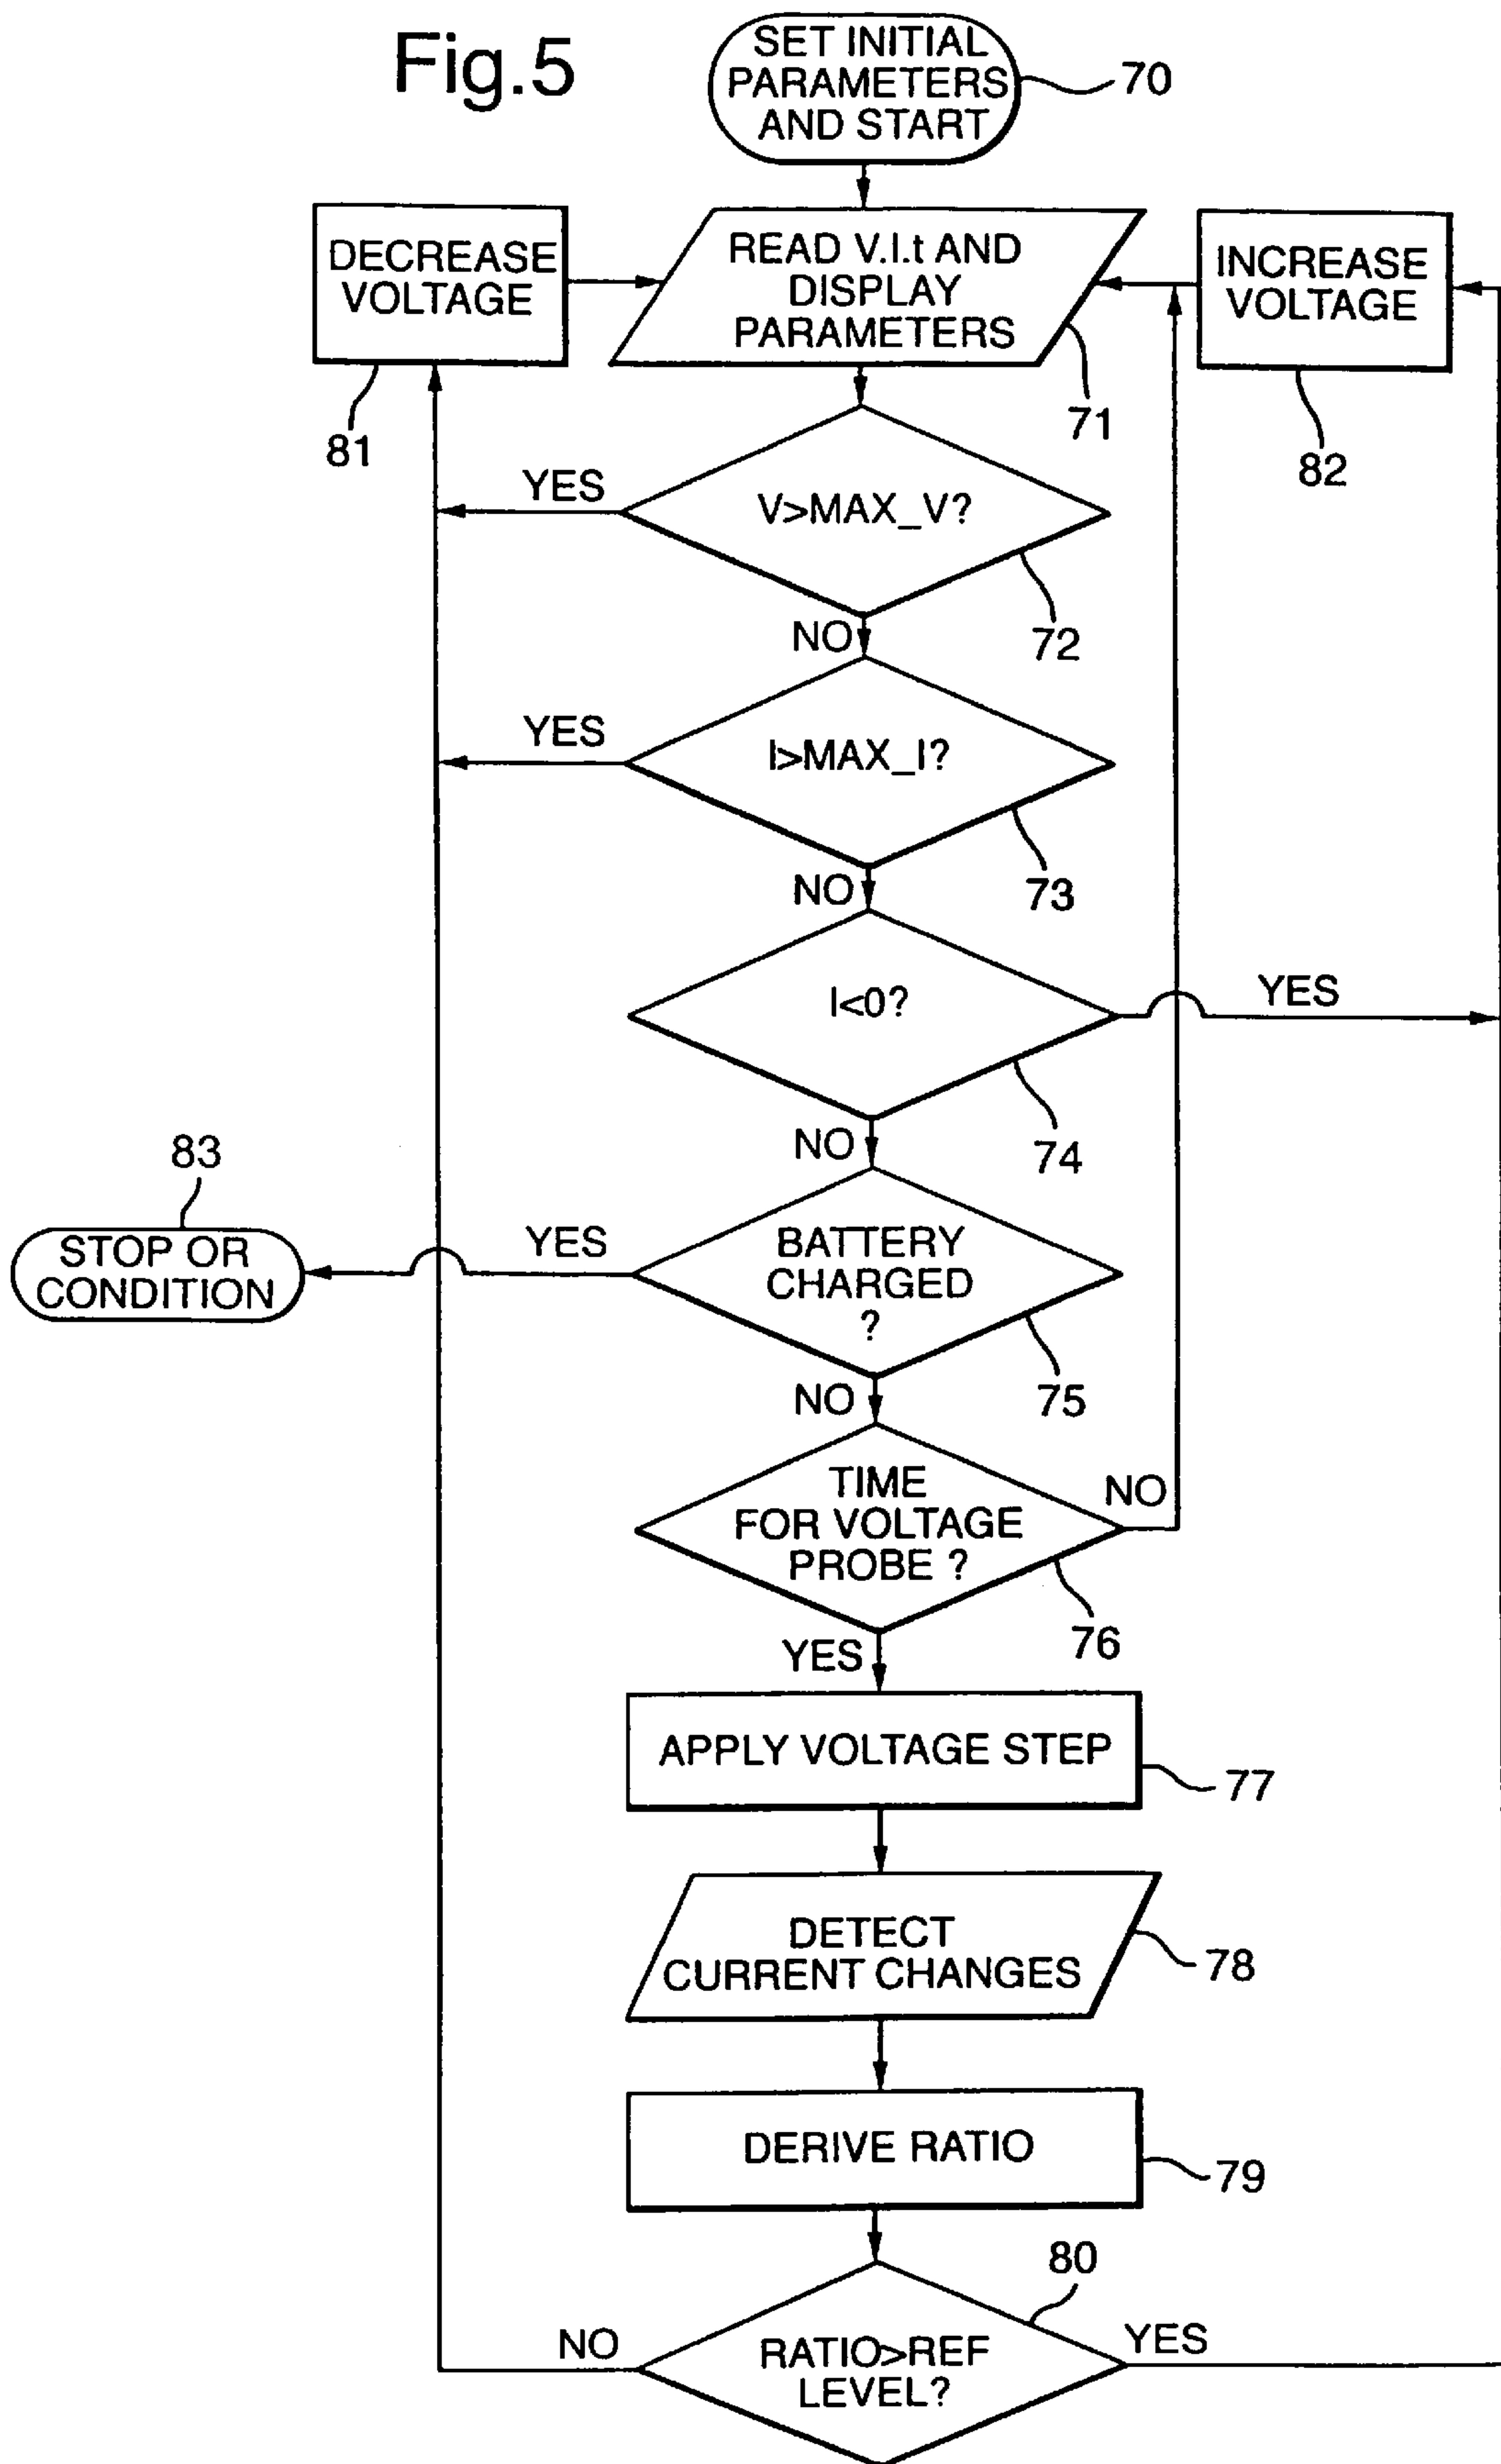 Fig.5
SET INITIAL
PARAMETERS
AND START
70
DECREASE
VOLTAGE
81
READ V.I.t AND
DISPLAY
PARAMETERS
71
INCREASE
VOLTAGE
82
YES
V>MAX_V?
72
NO
YES
I>MAX_I?
73
NO
I<0?
YES
74
NO
83
STOP OR
CONDITION
YES
BATTERY
CHARGED
?
75
NO
TIME
FOR VOLTAGE
PROBE ?
NO
76
YES
APPLY VOLTAGE STEP
77
DETECT
CURRENT CHANGES
78
DERIVE RATIO
79
80
NO
RATIO>REF
LEVEL?
YES